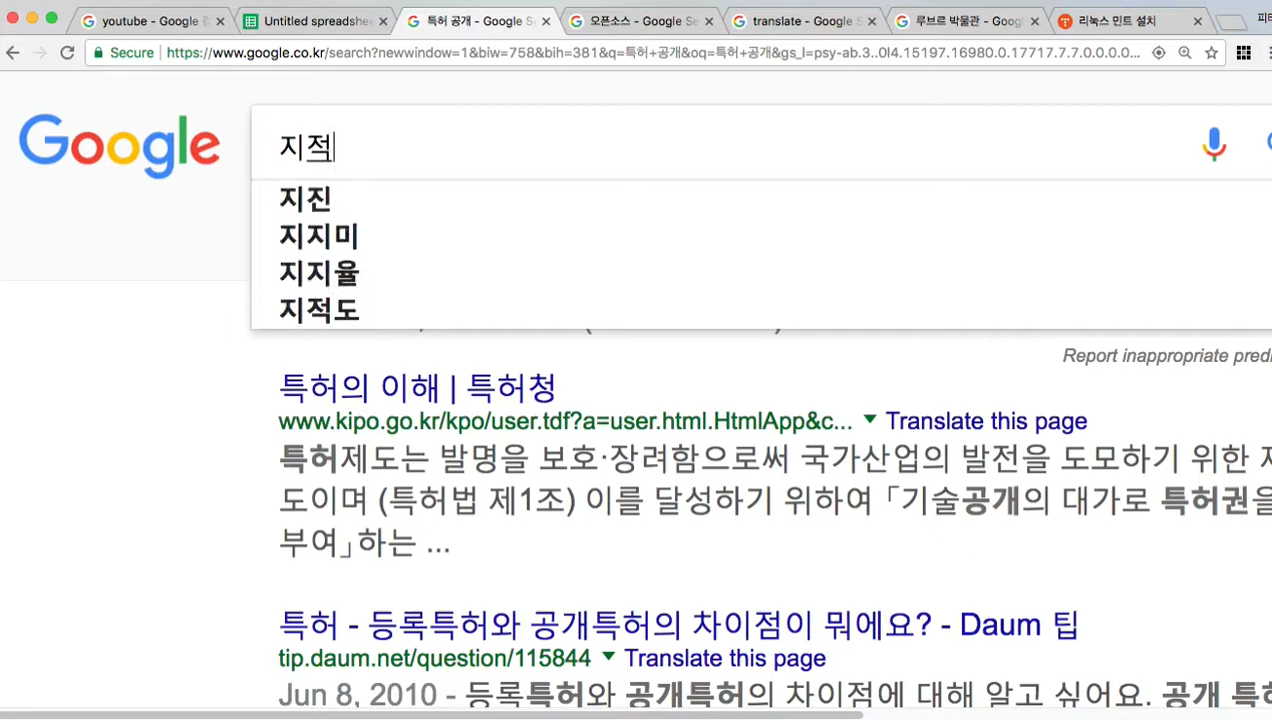 youtube - Google 검
Untitled spreadshee
특허 공개 - Google Se
오픈소스 - Google Se
translate - Google S
루브르 박물관 - Goog
리눅스 민트 설치
피터
Secure
https://www.google.co.kr/search?newwindow=1&biw=758&bih=381&q=특허+공개&oq=특허+공개&gs_l=psy-ab.3..0l4.15197.16980.0.17717.7.7.0.0.0.0...
Google
지적
지진
지지미
지지율
지적도
Report inappropriate predi
특허의 이해 | 특허청
www.kipo.go.kr/kpo/user.tdf?a=user.html.HtmlApp&c... Translate this page
특허제도는 발명을 보호·장려함으로써 국가산업의 발전을 도모하기 위한 제
도이며 (특허법 제1조) 이를 달성하기 위하여 「기술공개의 대가로 특허권을
부여」하는 ...
특허 - 등록특허와 공개특허의 차이점이 뭐에요? - Daum 팁
tip.daum.net/question/115844 Translate this page
Jun 8, 2010 - 등록특허와 공개특허의 차이점에 대해 알고 싶어요. 공개 특허